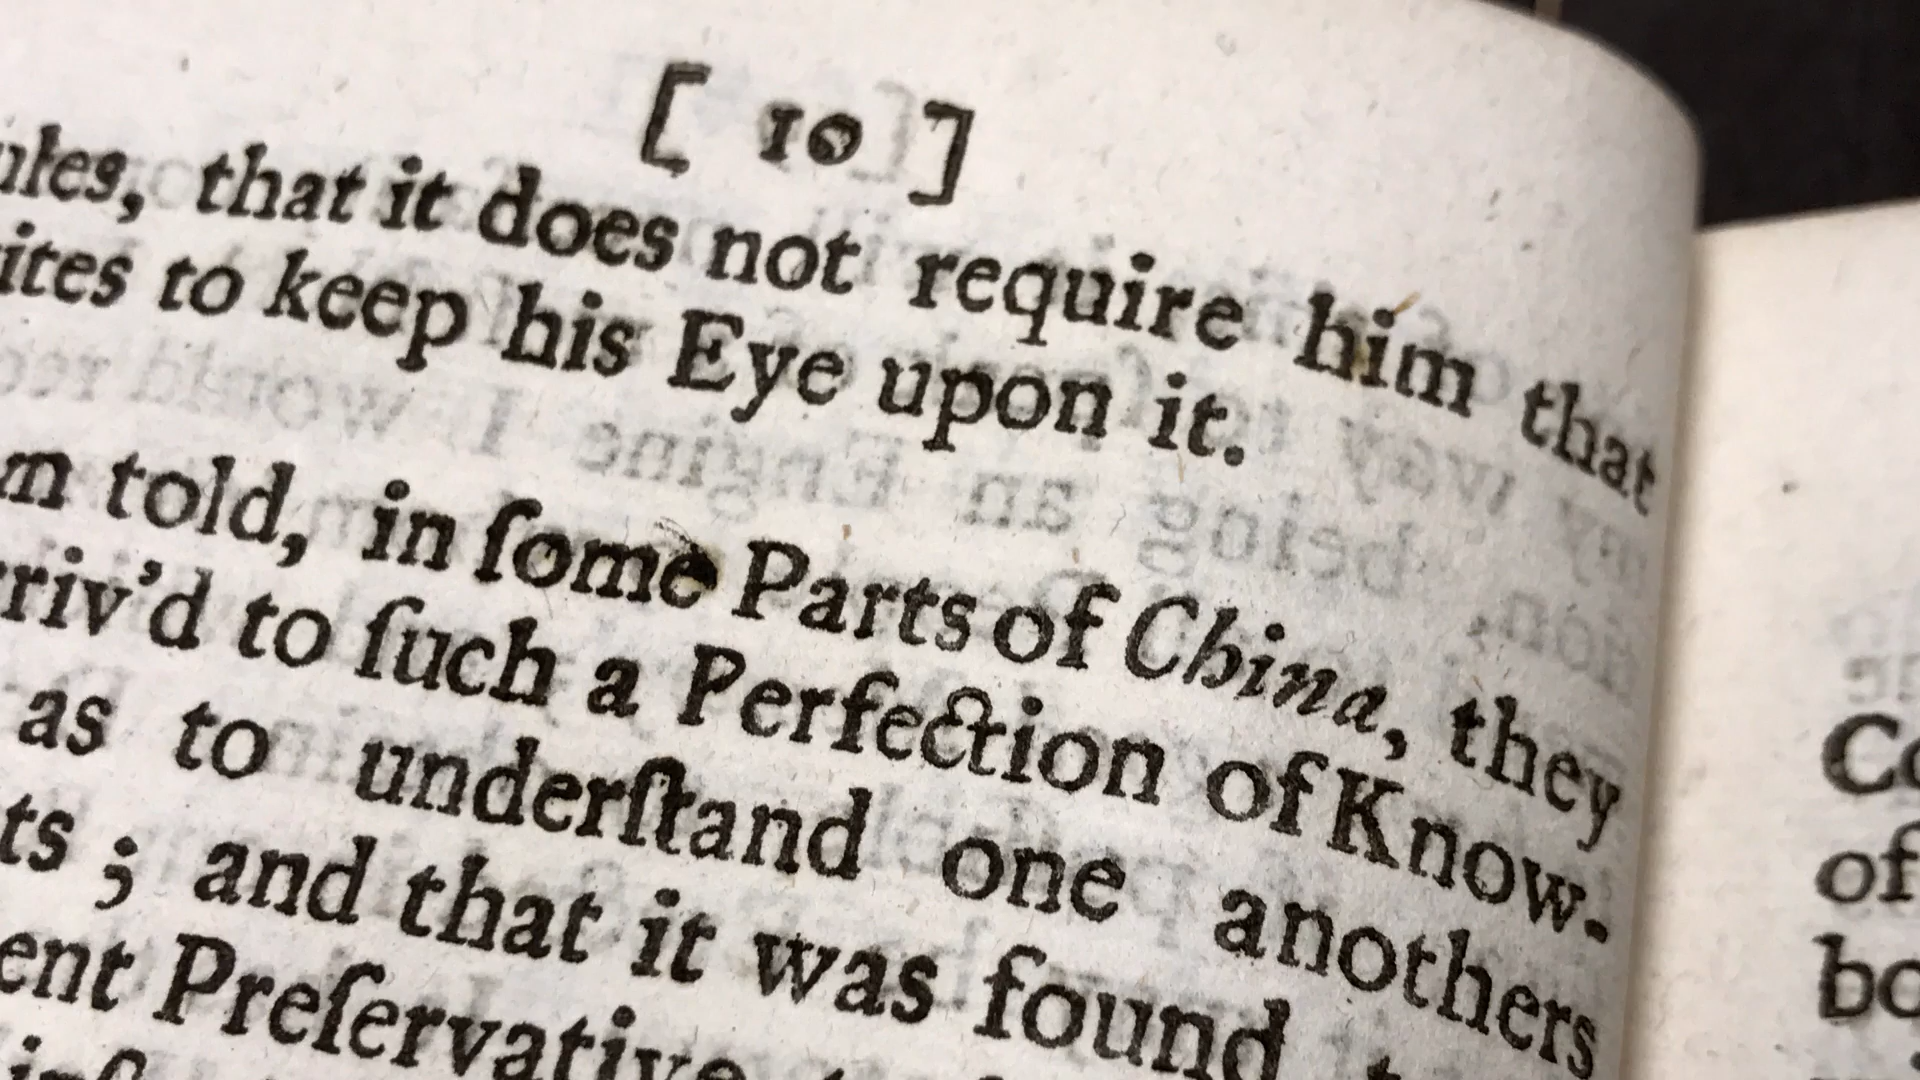 [ 10 ]
ules, that it does not require him that
ites to keep his Eye upon it.
m told, in ſome Parts of China, they
riv'd to ſuch a Perfection of Know-
as to underſtand one anothers
ts ; and that it was found
ent Preſervative
Co
of
bo